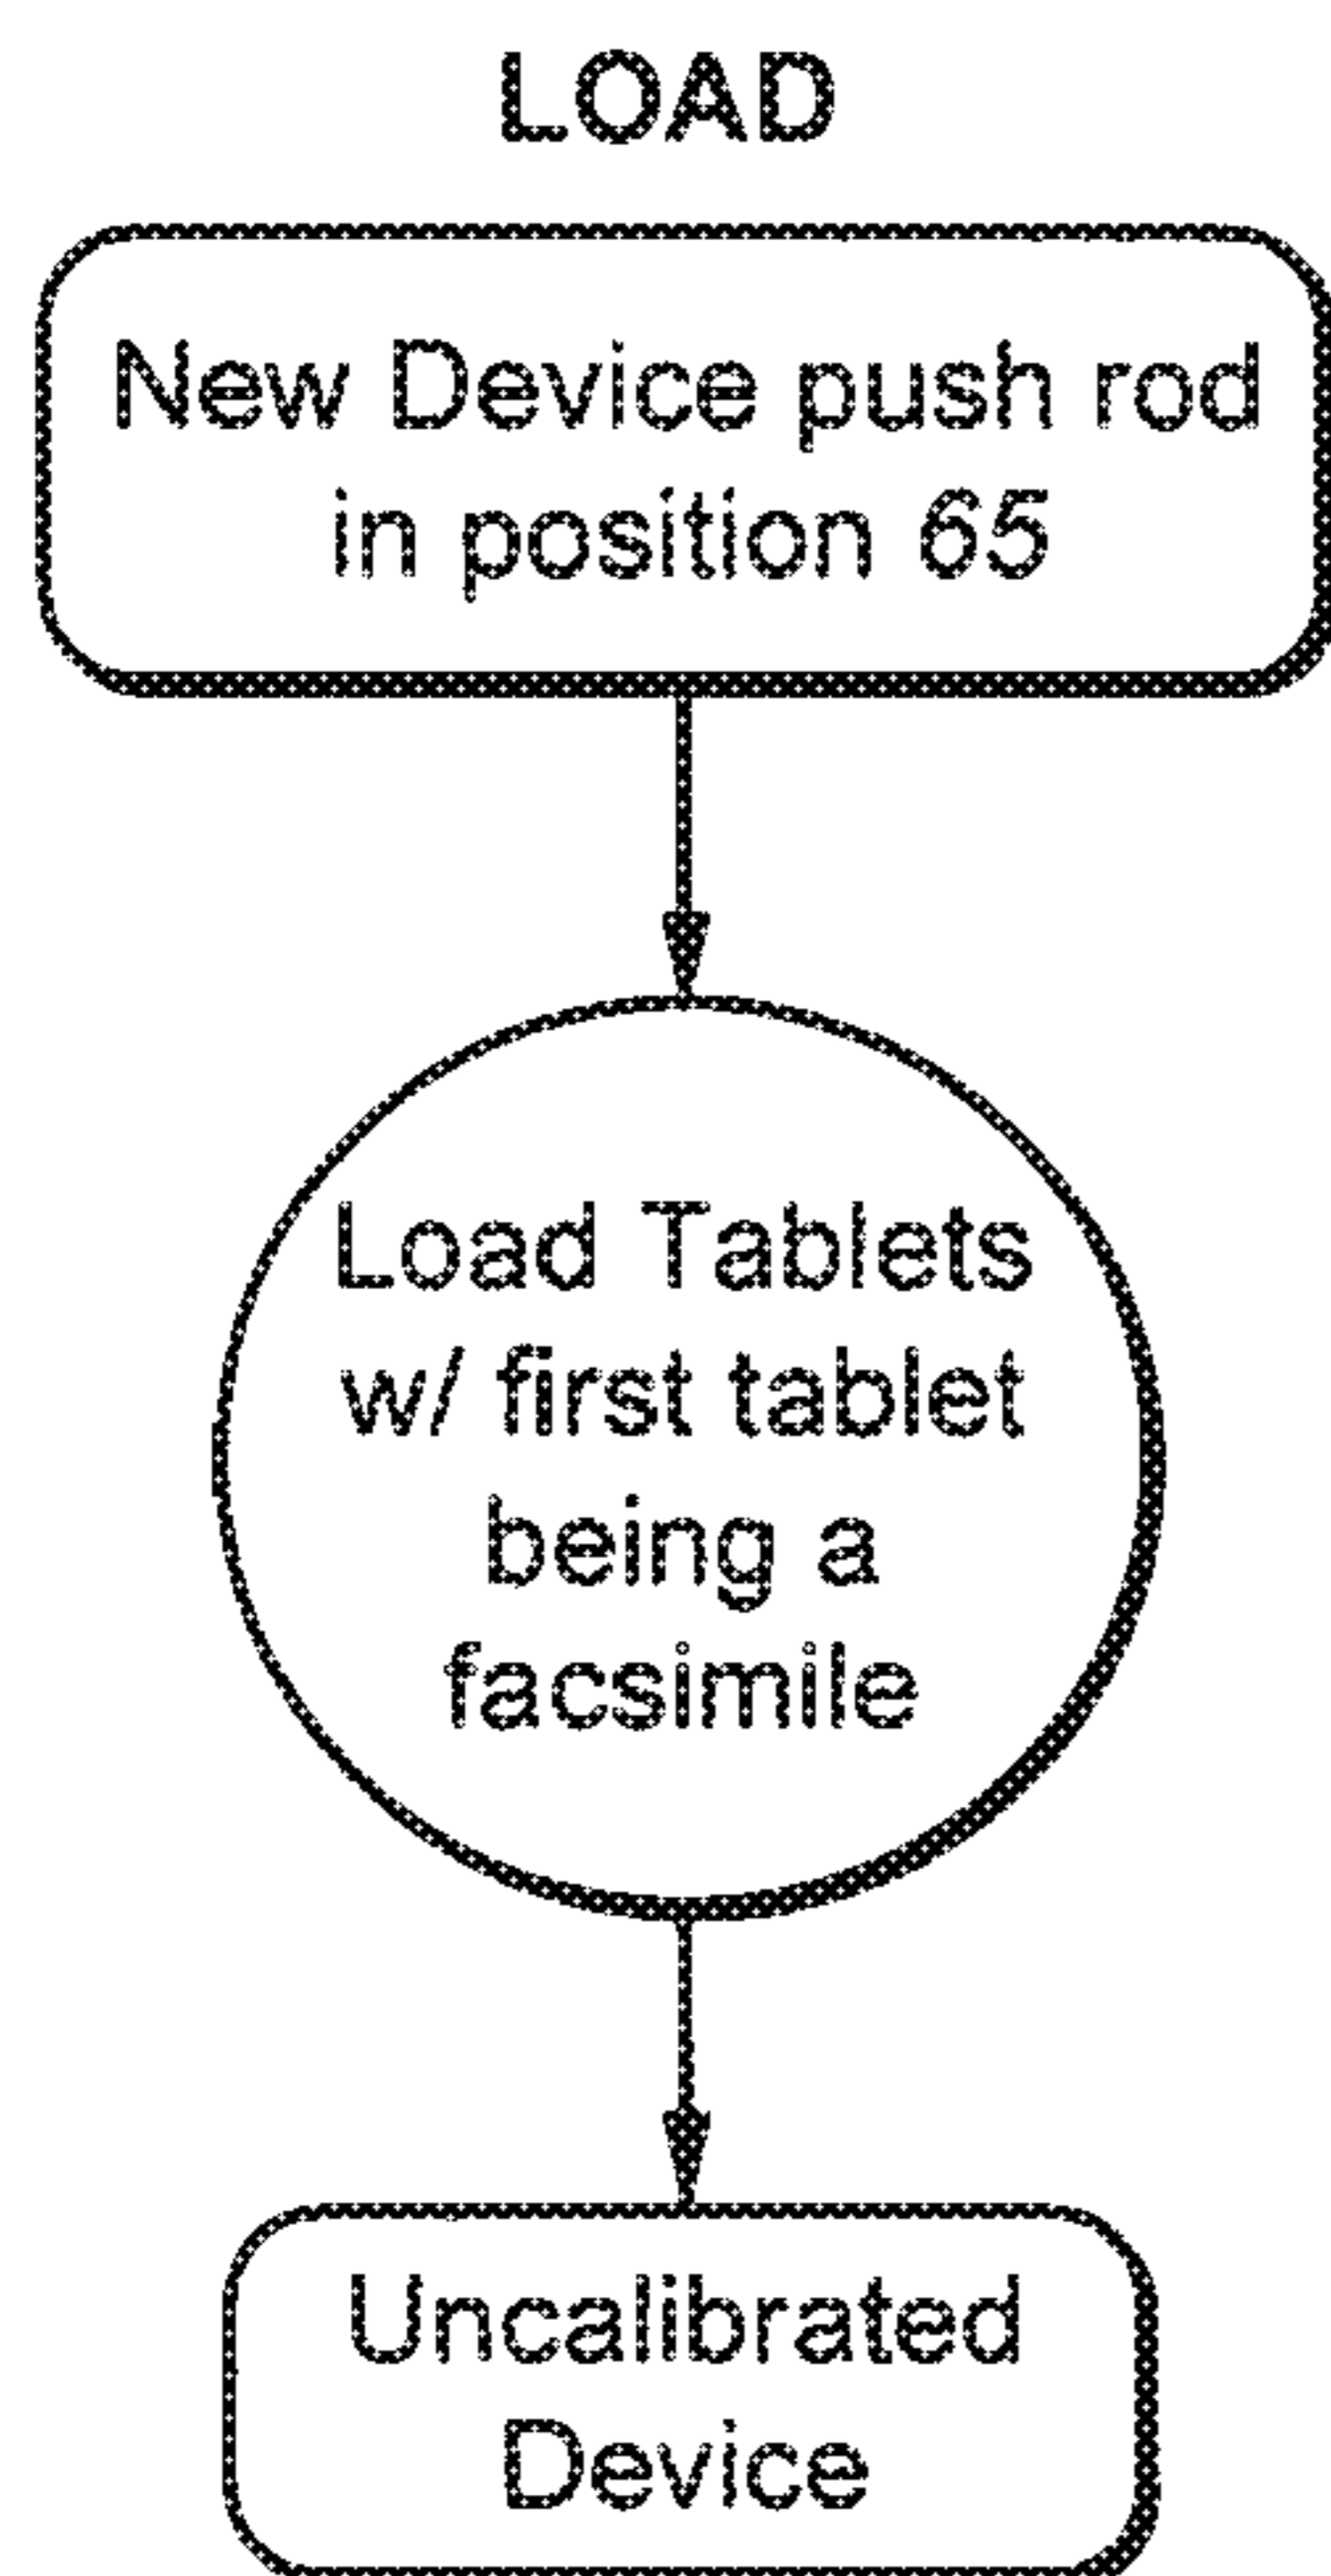 LOAD
New Device push rod
in position 65
Load Tablets
w/ first tablet
being a
facsimile
Uncalibrated
Device